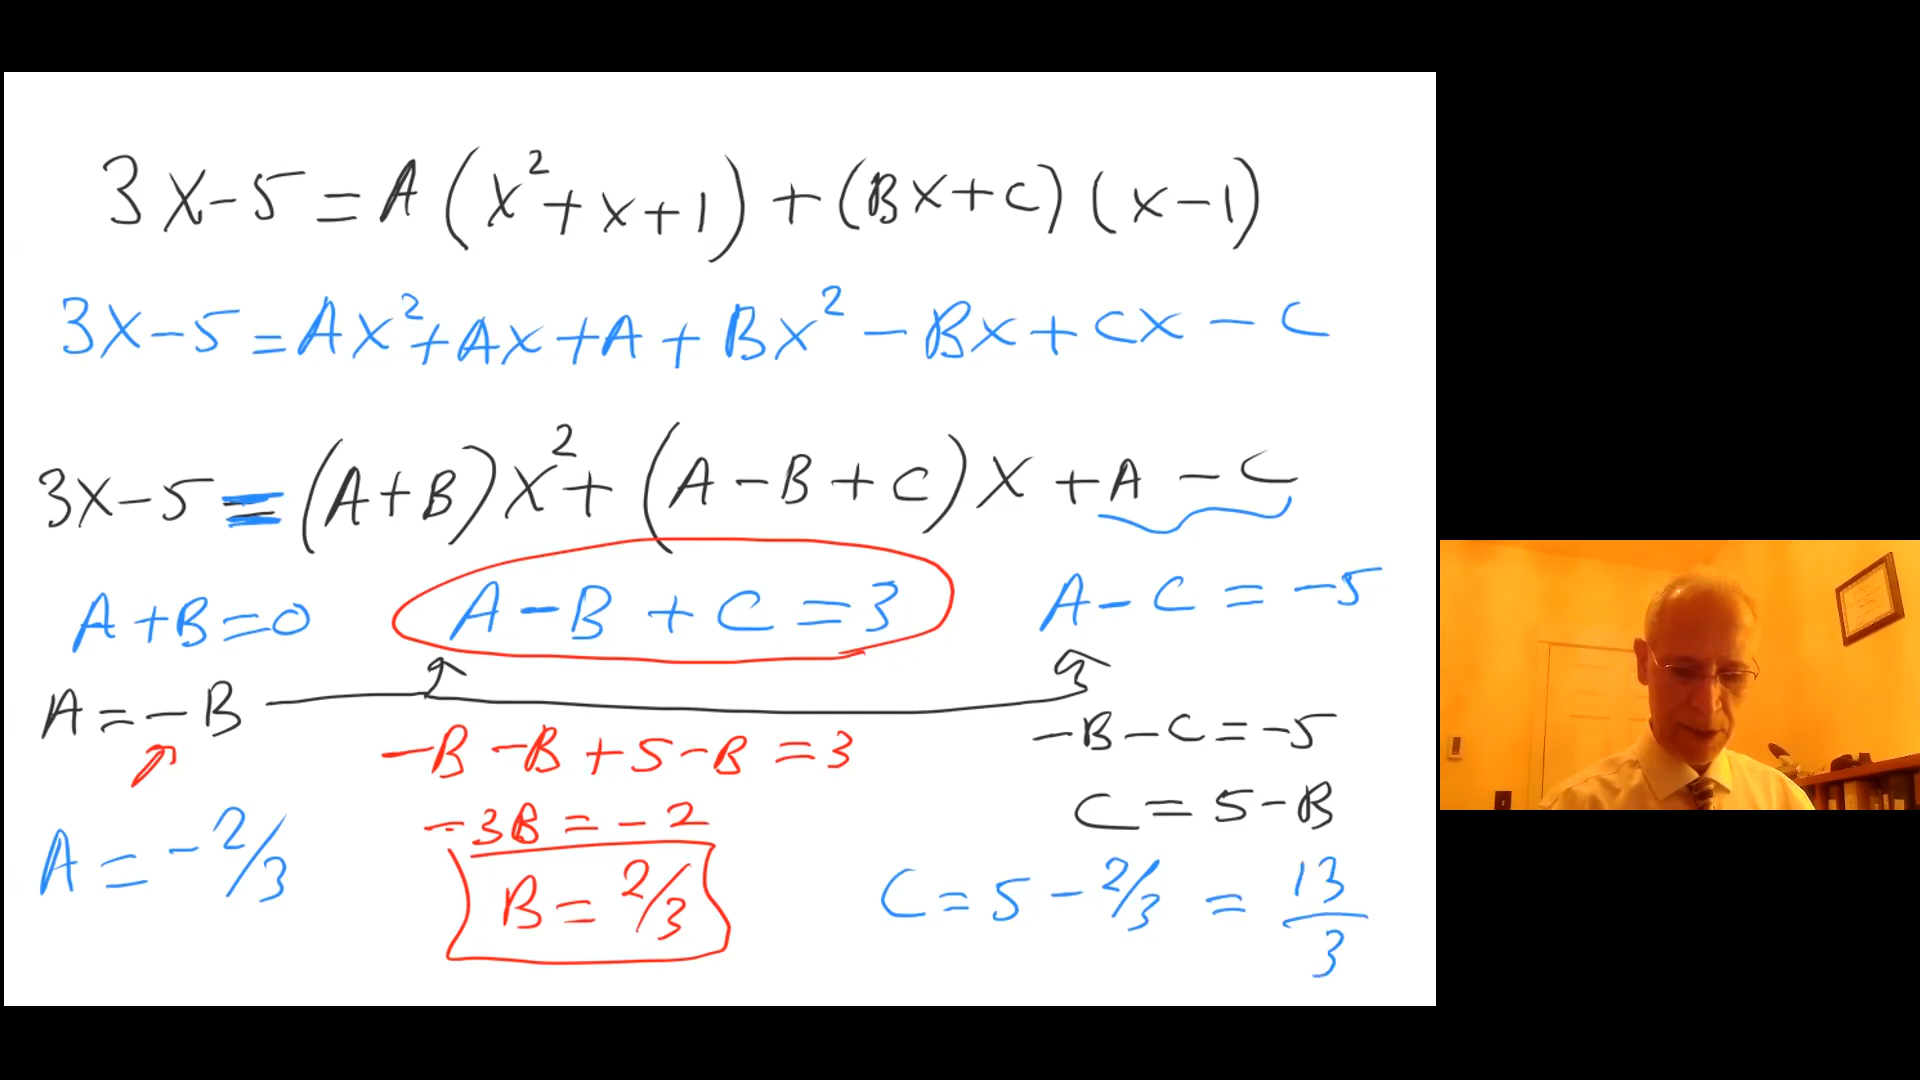 3x-5 = A(x²+x+1) + (Bx+C)(x-1)
3x-5 = Ax²+Ax+A+Bx²-Bx+Cx-C
3x-5 = (A+B)x²+(A-B+C)x+A-C
A+B=0 A-B+C=3 A-C=-5
A=-B -B-B+5-B=3 -B-C=-5
-3B=-2 C=5-B
A=-2/3 B=2/3 C=5-2/3=13/3